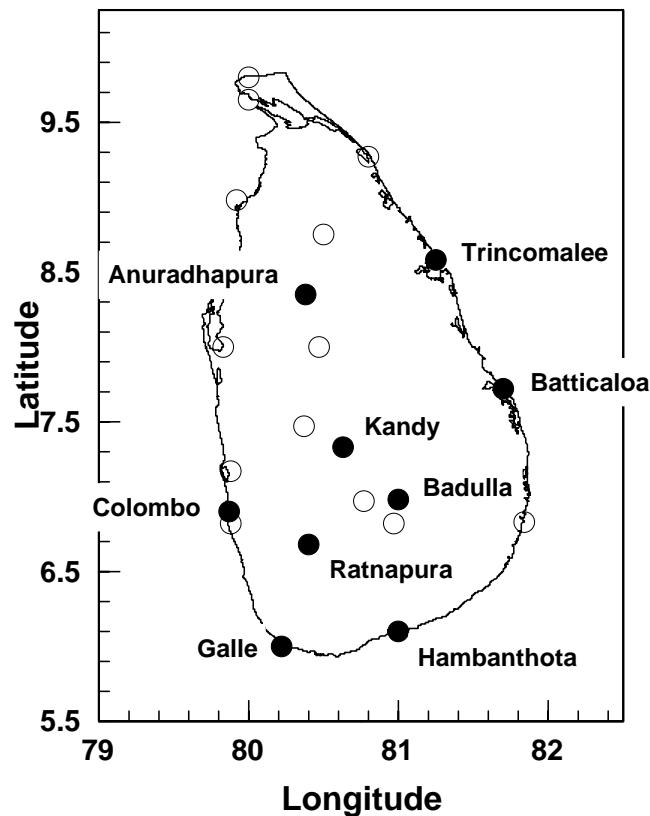 9.5
Trincomalee
Anuradhapura
8.5
Latitude
Batticaloa
7.5
Kandy
Badulla
Colombo
6.5
Ratnapura
Galle
Hambanthota
5.5
79 80 81 82
Longitude